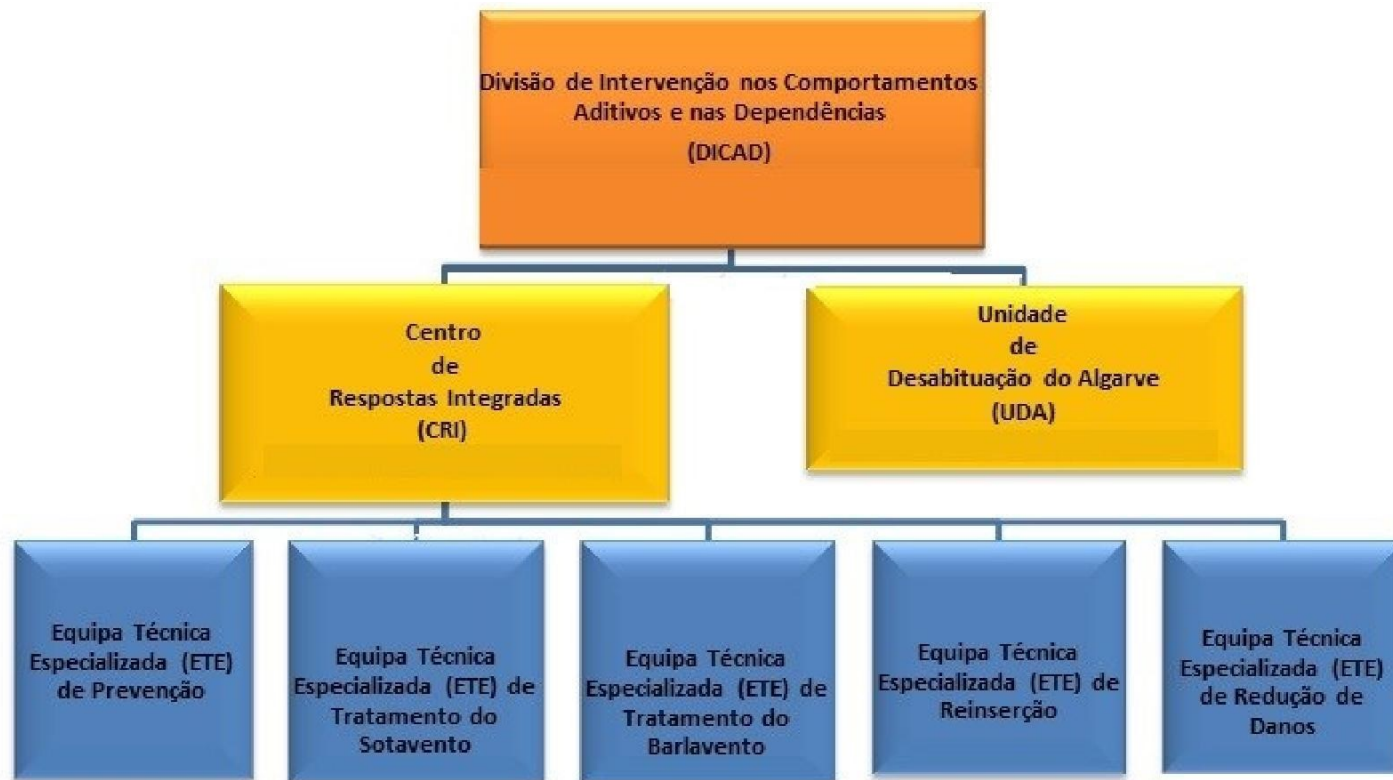 Divisão de Intervenção nos Comportamentos
Aditivos e nas Dependências
(DICAD)
Centro
de
Respostas Integradas
(CRI)
Unidade
de
Desabituação do Algarve
(UDA)
Equipa Técnica
Especializada (ETE)
de Prevenção
Equipa Técnica
Especializada (ETE) de
Tratamento do
Sotavento
Equipa Técnica
Especializada (ETE) de
Tratamento do
Barlavento
Equipa Técnica
Especializada (ETE) de
Reinserção
Equipa Técnica
Especializada (ETE)
de Redução de
Danos